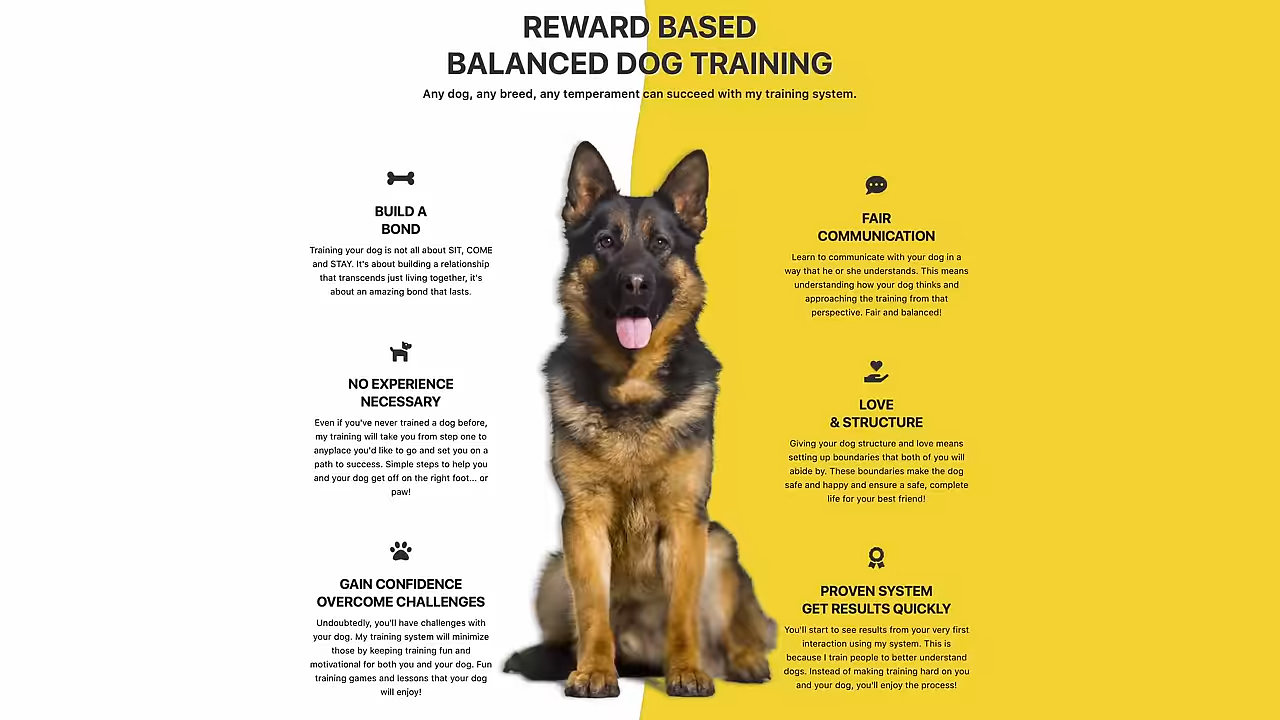 REWARD BASED
BALANCED DOG TRAINING
Any dog, any breed, any temperament can succeed with my training system.
BUILD A
BOND
Training your dog is not all about SIT, COME
and STAY. It's about building a relationship
that transcends just living together, it's
about an amazing bond that lasts.
NO EXPERIENCE
NECESSARY
Even if you've never trained a dog before,
my training will take you from step one to
anyplace you'd like to go and set you on a
path to success. Simple steps to help you
and your dog get off on the right foot... or
paw!
GAIN CONFIDENCE
OVERCOME CHALLENGES
Undoubtedly, you'll have challenges with
your dog. My training system will minimize
those by keeping training fun and
motivational for both you and your dog. Fun
training games and lessons that your dog
will enjoy!
FAIR
COMMUNICATION
Learn to communicate with your dog in a
way that he or she understands. This means
understanding how your dog thinks and
approaching the training from that
perspective. Fair and balanced!
LOVE
& STRUCTURE
Giving your dog structure and love means
setting up boundaries that both of you will
abide by. These boundaries make the dog
safe and happy and ensure a safe, complete
life for your best friend!
PROVEN SYSTEM
GET RESULTS QUICKLY
You'll start to see results from your very first
interaction using my system. This is
because I train people to better understand
dogs. Instead of making training hard on you
and your dog, you'll enjoy the process!